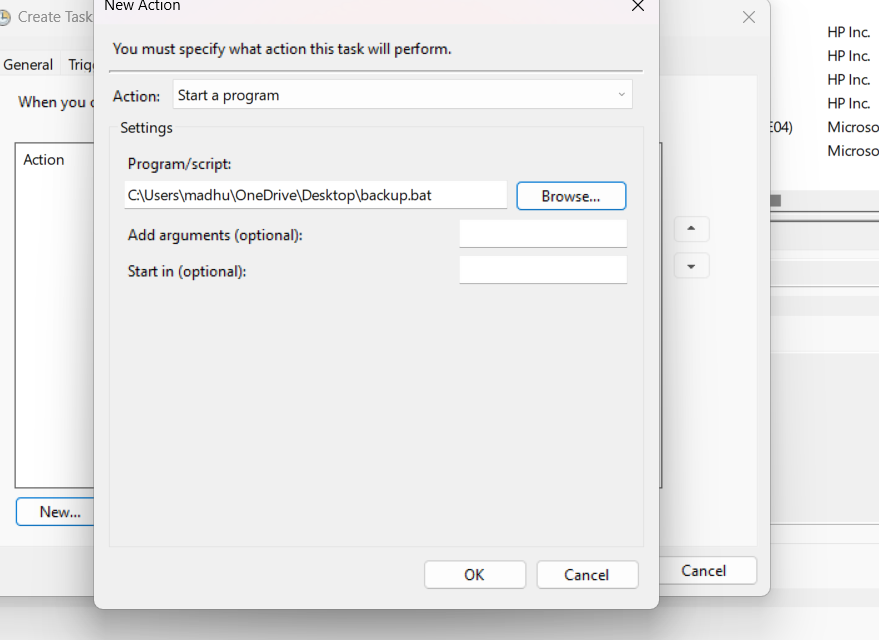 New Action
Create Task
General
When you
Action
New...
You must specify what action this task will perform.
Action:
Start a program
Settings
Program/script:
C:\Users\madhu\OneDrive\Desktop\backup.bat
Browse...
Add arguments (optional):
Start in (optional):
OK
Cancel
Cancel
HP Inc.
HP Inc.
HP Inc.
HP Inc.
E04)
Microso
Microso